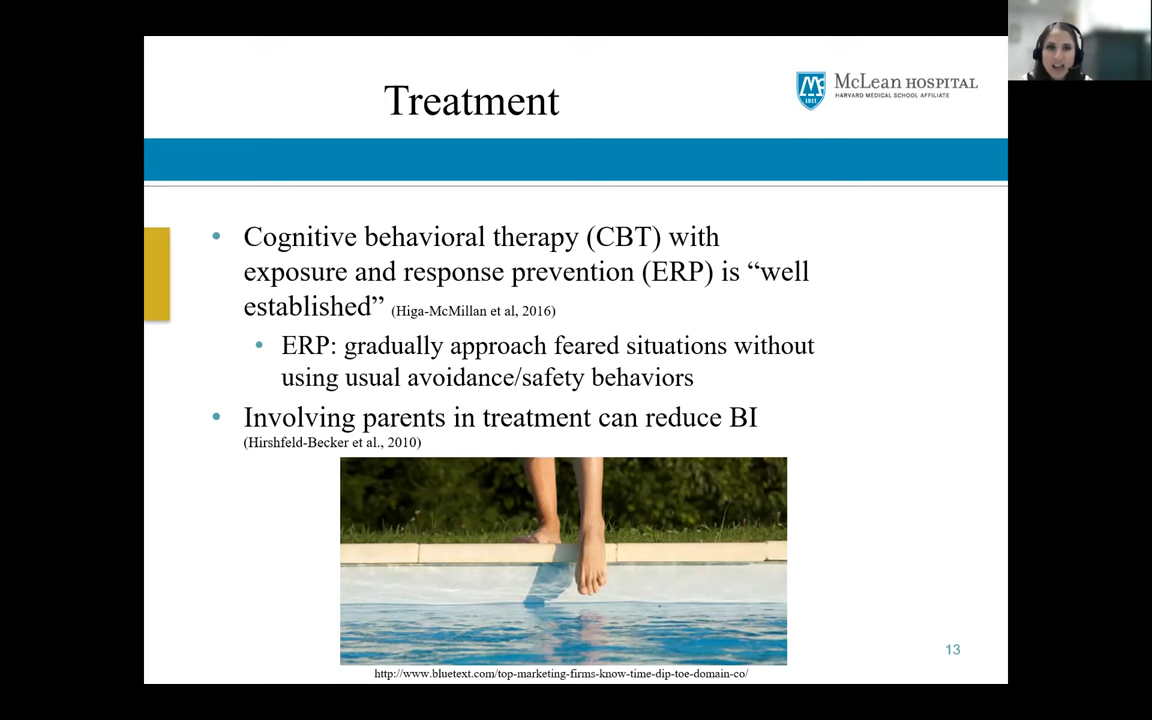 Treatment
McLean HOSPITAL
HARVARD MEDICAL SCHOOL AFFILIATE
1811
• Cognitive behavioral therapy (CBT) with
exposure and response prevention (ERP) is “well
established” (Higa-McMillan et al, 2016)
• ERP: gradually approach feared situations without
using usual avoidance/safety behaviors
• Involving parents in treatment can reduce BI
(Hirshfeld-Becker et al., 2010)
13
http://www.bluetext.com/top-marketing-firms-know-time-dip-toe-domain-co/